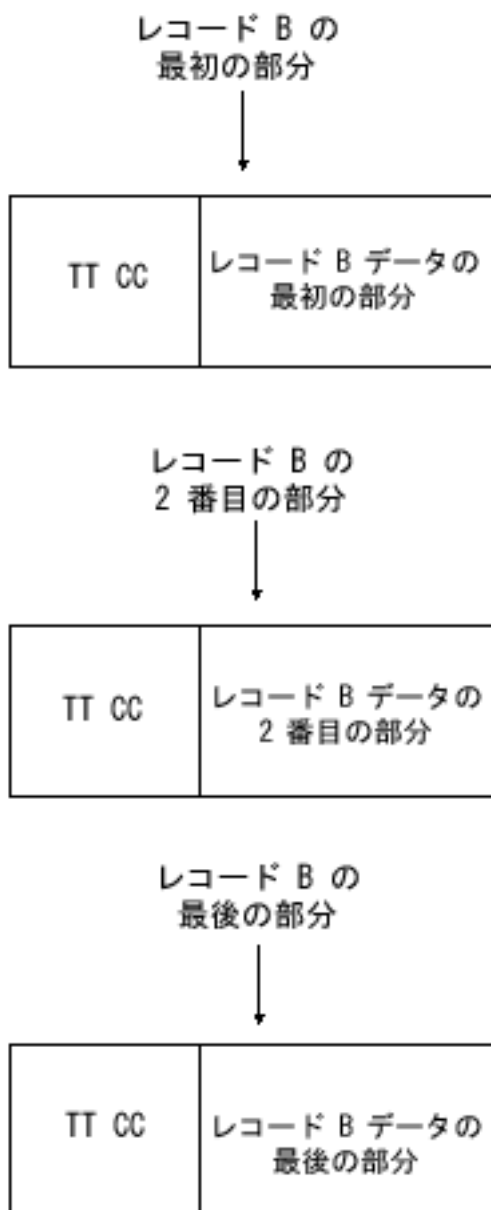 レコード B の
最初の部分
TT CC
レコード B データの
最初の部分
レコード B の
2 番目の部分
TT CC
レコード B データの
2 番目の部分
レコード B の
最後の部分
TT CC
レコード B データの
最後の部分